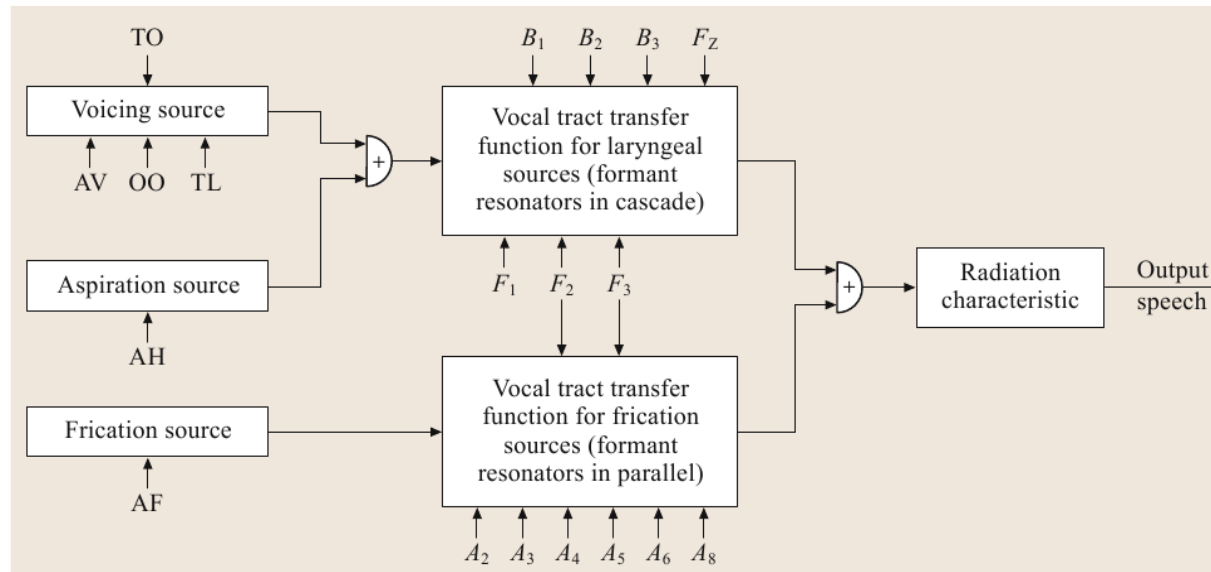 TO
Voicing source
AV OO TL
Aspiration source
AH
Frication source
AF
+
B1 B2 B3 FZ
Vocal tract transfer
function for laryngeal
sources (formant
resonators in cascade)
F1 F2 F3
Vocal tract transfer
function for frication
sources (formant
resonators in parallel)
A2 A3 A4 A5 A6 A8
+
Radiation
characteristic
Output
speech